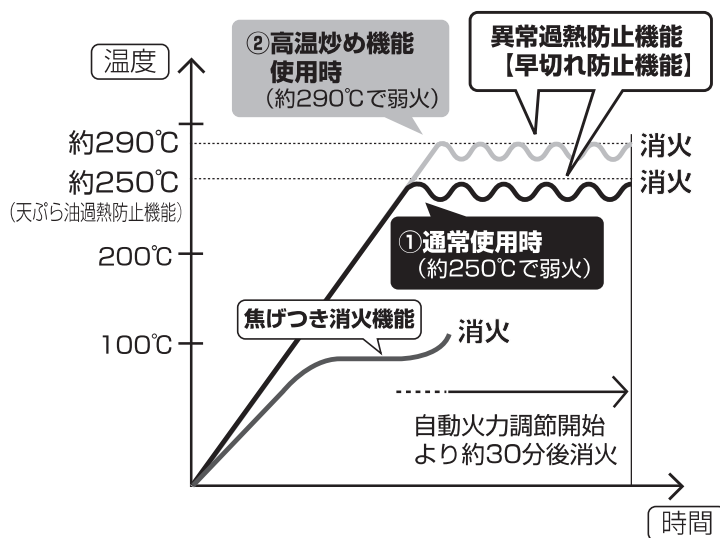 ②高温炒め機能
使用時
（約290℃で弱火）
異常過熱防止機能
【早切れ防止機能】
温度
約290℃
消火
約250℃
消火
（天ぷら油過熱防止機能）
①通常使用時
（約250℃で弱火）
200℃
焦げつき消火機能
消火
100℃
自動火力調節開始
より約30分後消火
時間